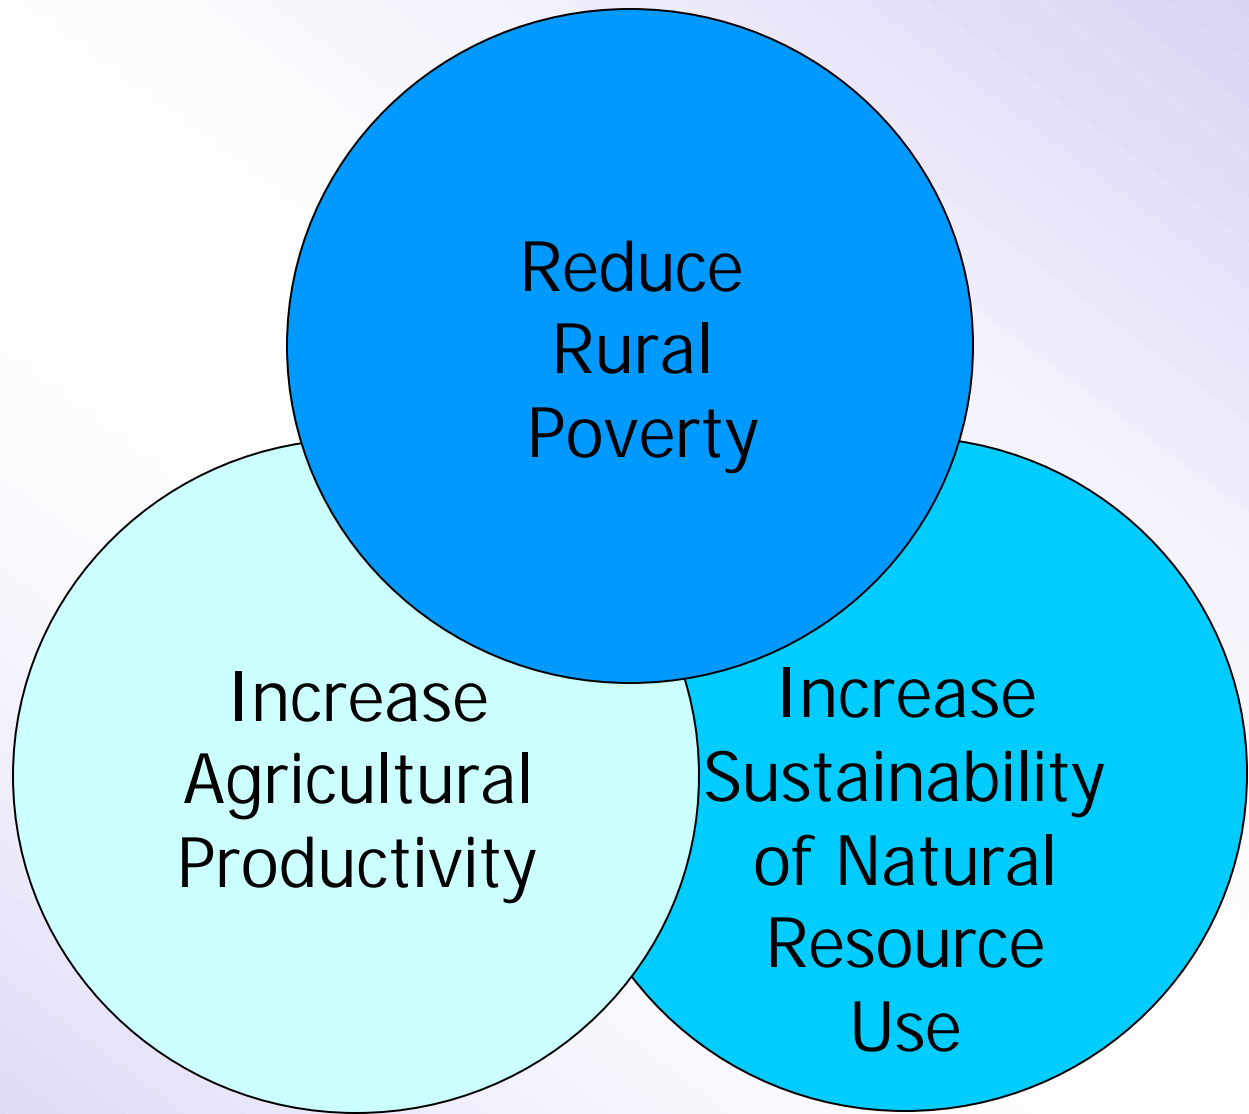 Reduce
Rural
Poverty
Increase
Agricultural
Productivity
Increase
Sustainability
of Natural
Resource
Use